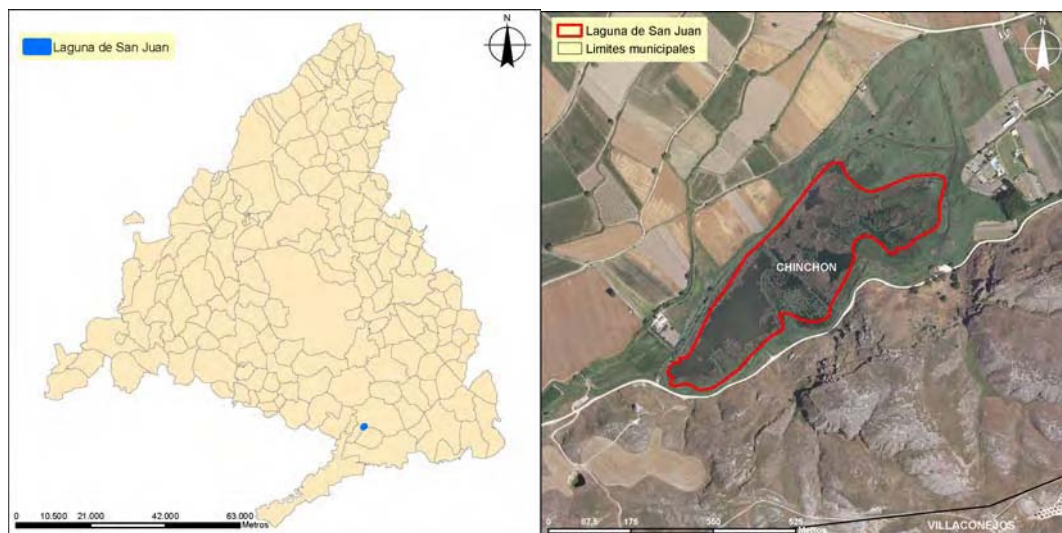 Laguna de San Juan
N
0 10.500 21.000 42.000 63.000
Metros
Laguna de San Juan
Limites municipales
N
CHINCHON
0 87,5 175 350 525
Metros
VILLACONEJOS